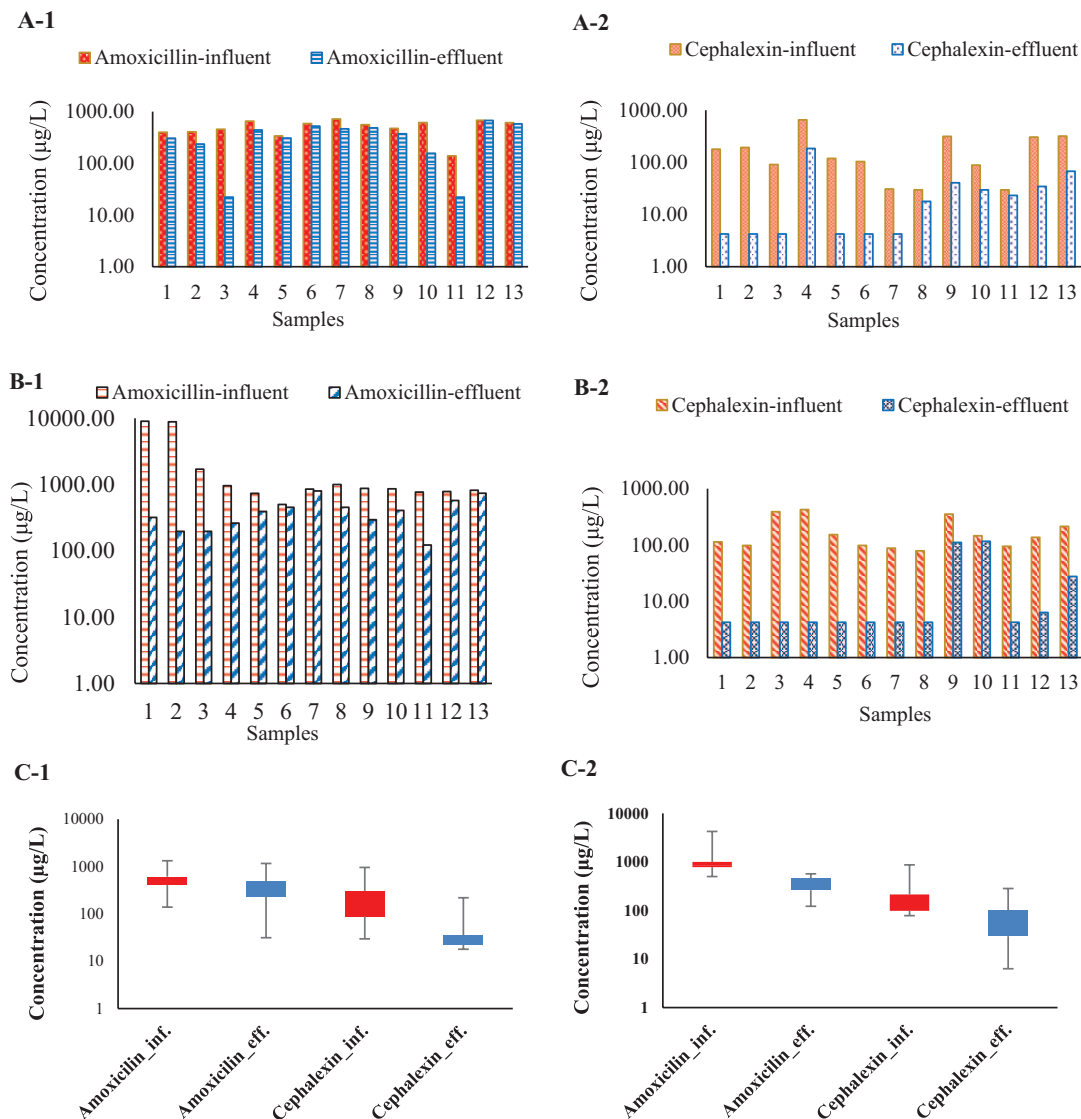 A-1
Amoxicillin-influent Amoxicillin-effluent
Concentration (µg/L)
1000.00
100.00
10.00
1.00
1 2 3 4 5 6 7 8 9 10 11 12 13
Samples
A-2
Cephalexin-influent Cephalexin-effluent
Concentration (µg/L)
1000.00
100.00
10.00
1.00
1 2 3 4 5 6 7 8 9 10 11 12 13
Samples
B-1
Amoxicillin-influent Amoxicillin-effluent
Concentration (µg/L)
10000.00
1000.00
100.00
10.00
1.00
1 2 3 4 5 6 7 8 9 10 11 12 13
Samples
B-2
Cephalexin-influent Cephalexin-effluent
Concentration (µg/L)
1000.00
100.00
10.00
1.00
1 2 3 4 5 6 7 8 9 10 11 12 13
Samples
C-1
Concentration (µg/L)
10000
1000
100
10
1
Amoxicilin_inf.
Amoxicilin_eff.
Cephalexin_inf.
Cephalexin_eff.
C-2
Concentration (µg/L)
10000
1000
100
10
1
Amoxicilin_inf.
Amoxicilin_eff.
Cephalexin_inf.
Cephalexin_eff.